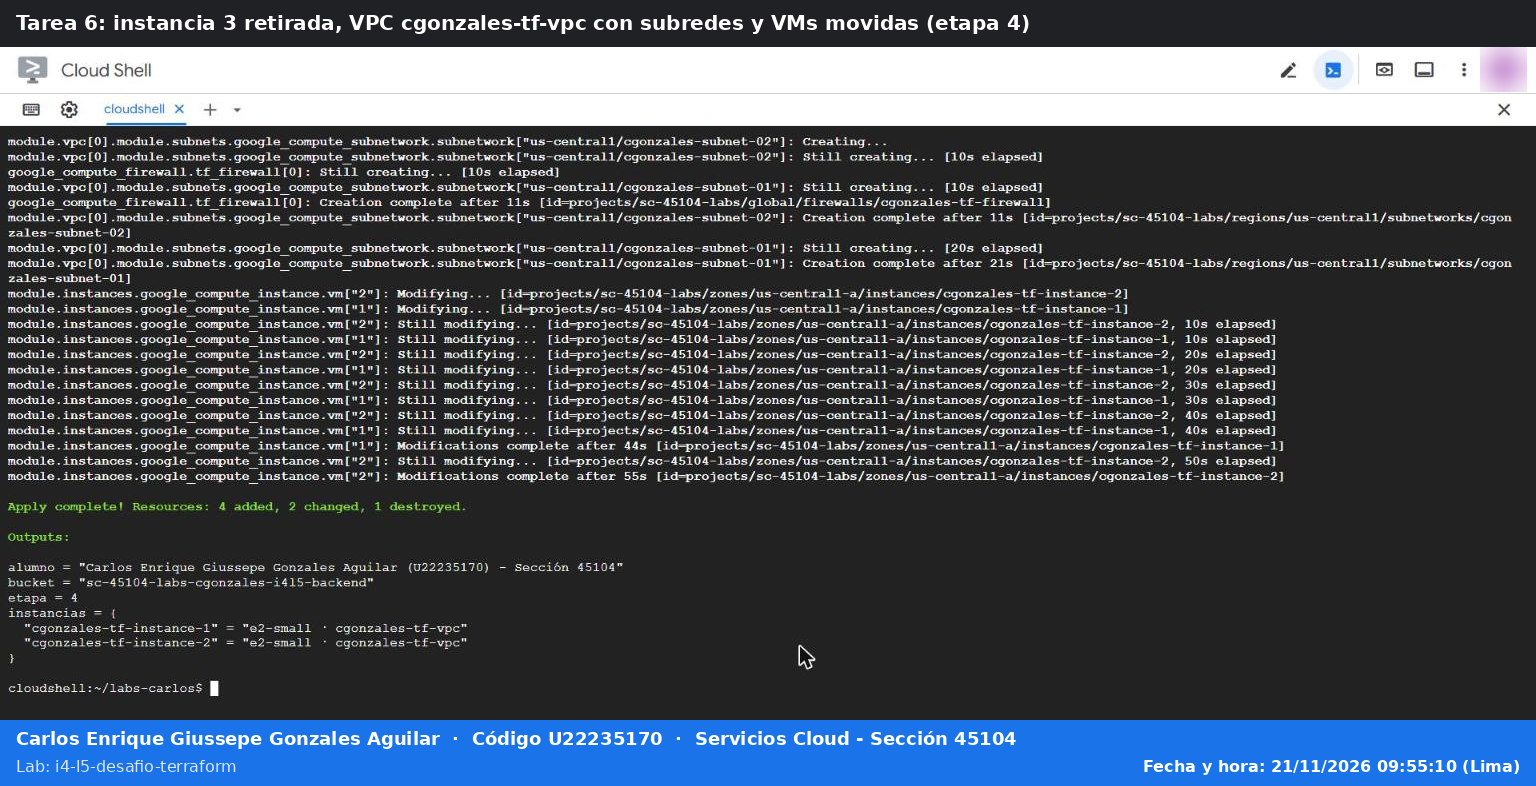 Tarea 6: instancia 3 retirada, VPC cgonzales-tf-vpc con subredes y VMs movidas (etapa 4)
Cloud Shell
cloudshell
module.vpc[0].module.subnets.google_compute_subnetwork.subnetwork["us-central1/cgonzales-subnet-02"]: Creating...
module.vpc[0].module.subnets.google_compute_subnetwork.subnetwork["us-central1/cgonzales-subnet-02"]: Still creating... [10s elapsed]
google_compute_firewall.tf_firewall[0]: Still creating... [10s elapsed]
module.vpc[0].module.subnets.google_compute_subnetwork.subnetwork["us-central1/cgonzales-subnet-01"]: Still creating... [10s elapsed]
google_compute_firewall.tf_firewall[0]: Creation complete after 11s [id=projects/sc-45104-labs/global/firewalls/cgonzales-tf-firewall]
module.vpc[0].module.subnets.google_compute_subnetwork.subnetwork["us-central1/cgonzales-subnet-02"]: Creation complete after 11s [id=projects/sc-45104-labs/regions/us-central1/subnetworks/cgon
zales-subnet-02]
module.vpc[0].module.subnets.google_compute_subnetwork.subnetwork["us-central1/cgonzales-subnet-01"]: Still creating... [20s elapsed]
module.vpc[0].module.subnets.google_compute_subnetwork.subnetwork["us-central1/cgonzales-subnet-01"]: Creation complete after 21s [id=projects/sc-45104-labs/regions/us-central1/subnetworks/cgon
zales-subnet-01]
module.instances.google_compute_instance.vm["2"]: Modifying... [id=projects/sc-45104-labs/zones/us-central1-a/instances/cgonzales-tf-instance-2]
module.instances.google_compute_instance.vm["1"]: Modifying... [id=projects/sc-45104-labs/zones/us-central1-a/instances/cgonzales-tf-instance-1]
module.instances.google_compute_instance.vm["2"]: Still modifying... [id=projects/sc-45104-labs/zones/us-central1-a/instances/cgonzales-tf-instance-2, 10s elapsed]
module.instances.google_compute_instance.vm["1"]: Still modifying... [id=projects/sc-45104-labs/zones/us-central1-a/instances/cgonzales-tf-instance-1, 10s elapsed]
module.instances.google_compute_instance.vm["2"]: Still modifying... [id=projects/sc-45104-labs/zones/us-central1-a/instances/cgonzales-tf-instance-2, 20s elapsed]
module.instances.google_compute_instance.vm["1"]: Still modifying... [id=projects/sc-45104-labs/zones/us-central1-a/instances/cgonzales-tf-instance-1, 20s elapsed]
module.instances.google_compute_instance.vm["2"]: Still modifying... [id=projects/sc-45104-labs/zones/us-central1-a/instances/cgonzales-tf-instance-2, 30s elapsed]
module.instances.google_compute_instance.vm["1"]: Still modifying... [id=projects/sc-45104-labs/zones/us-central1-a/instances/cgonzales-tf-instance-1, 30s elapsed]
module.instances.google_compute_instance.vm["2"]: Still modifying... [id=projects/sc-45104-labs/zones/us-central1-a/instances/cgonzales-tf-instance-2, 40s elapsed]
module.instances.google_compute_instance.vm["1"]: Still modifying... [id=projects/sc-45104-labs/zones/us-central1-a/instances/cgonzales-tf-instance-1, 40s elapsed]
module.instances.google_compute_instance.vm["1"]: Modifications complete after 44s [id=projects/sc-45104-labs/zones/us-central1-a/instances/cgonzales-tf-instance-1]
module.instances.google_compute_instance.vm["2"]: Still modifying... [id=projects/sc-45104-labs/zones/us-central1-a/instances/cgonzales-tf-instance-2, 50s elapsed]
module.instances.google_compute_instance.vm["2"]: Modifications complete after 55s [id=projects/sc-45104-labs/zones/us-central1-a/instances/cgonzales-tf-instance-2]
Apply complete! Resources: 4 added, 2 changed, 1 destroyed.
Outputs:
alumno = "Carlos Enrique Giussepe Gonzales Aguilar (U22235170) - Sección 45104"
bucket = "sc-45104-labs-cgonzales-i4l5-backend"
etapa = 4
instancias = {
  "cgonzales-tf-instance-1" = "e2-small · cgonzales-tf-vpc"
  "cgonzales-tf-instance-2" = "e2-small · cgonzales-tf-vpc"
}
cloudshell:~/labs-carlos$
Carlos Enrique Giussepe Gonzales Aguilar · Código U22235170 · Servicios Cloud - Sección 45104
Lab: i4-l5-desafio-terraform
Fecha y hora: 21/11/2026 09:55:10 (Lima)